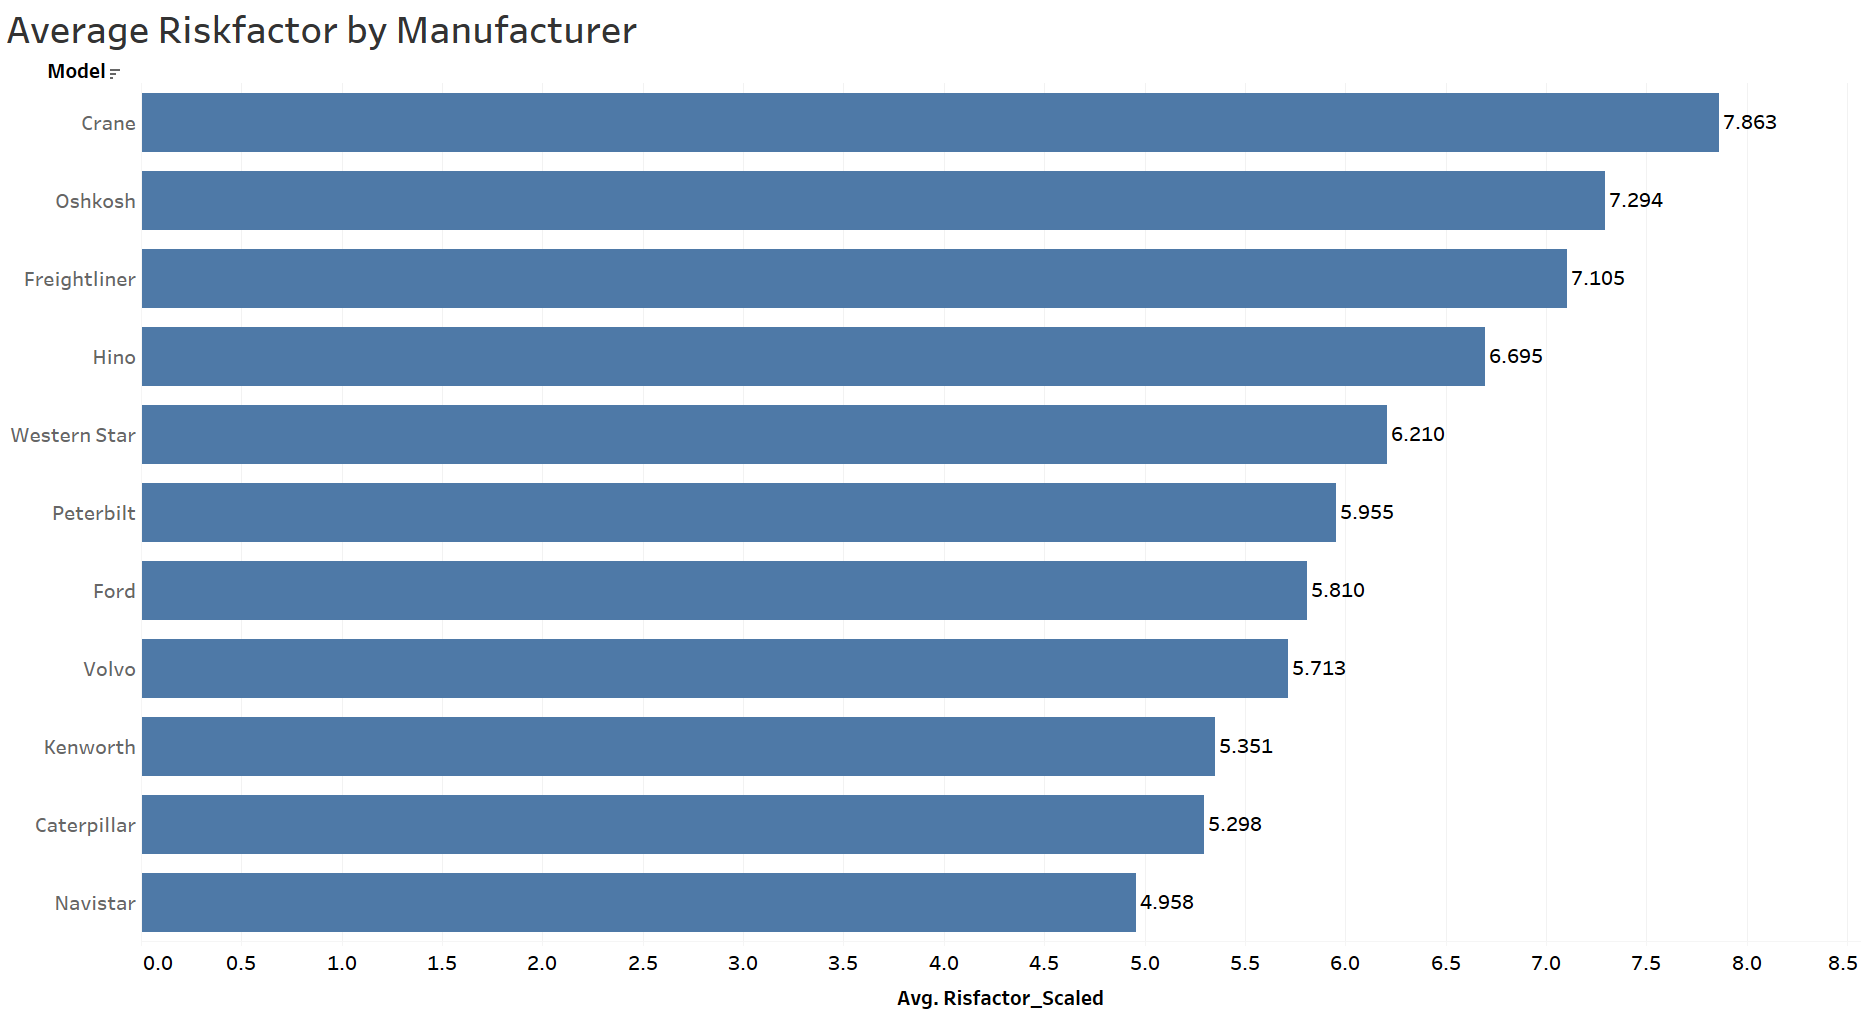 Average Riskfactor by Manufacturer
Model
Crane 7.863
Oshkosh 7.294
Freightliner 7.105
Hino 6.695
Western Star 6.210
Peterbilt 5.955
Ford 5.810
Volvo 5.713
Kenworth 5.351
Caterpillar 5.298
Navistar 4.958
0.0 0.5 1.0 1.5 2.0 2.5 3.0 3.5 4.0 4.5 5.0 5.5 6.0 6.5 7.0 7.5 8.0 8.5
Avg. Risfactor_Scaled